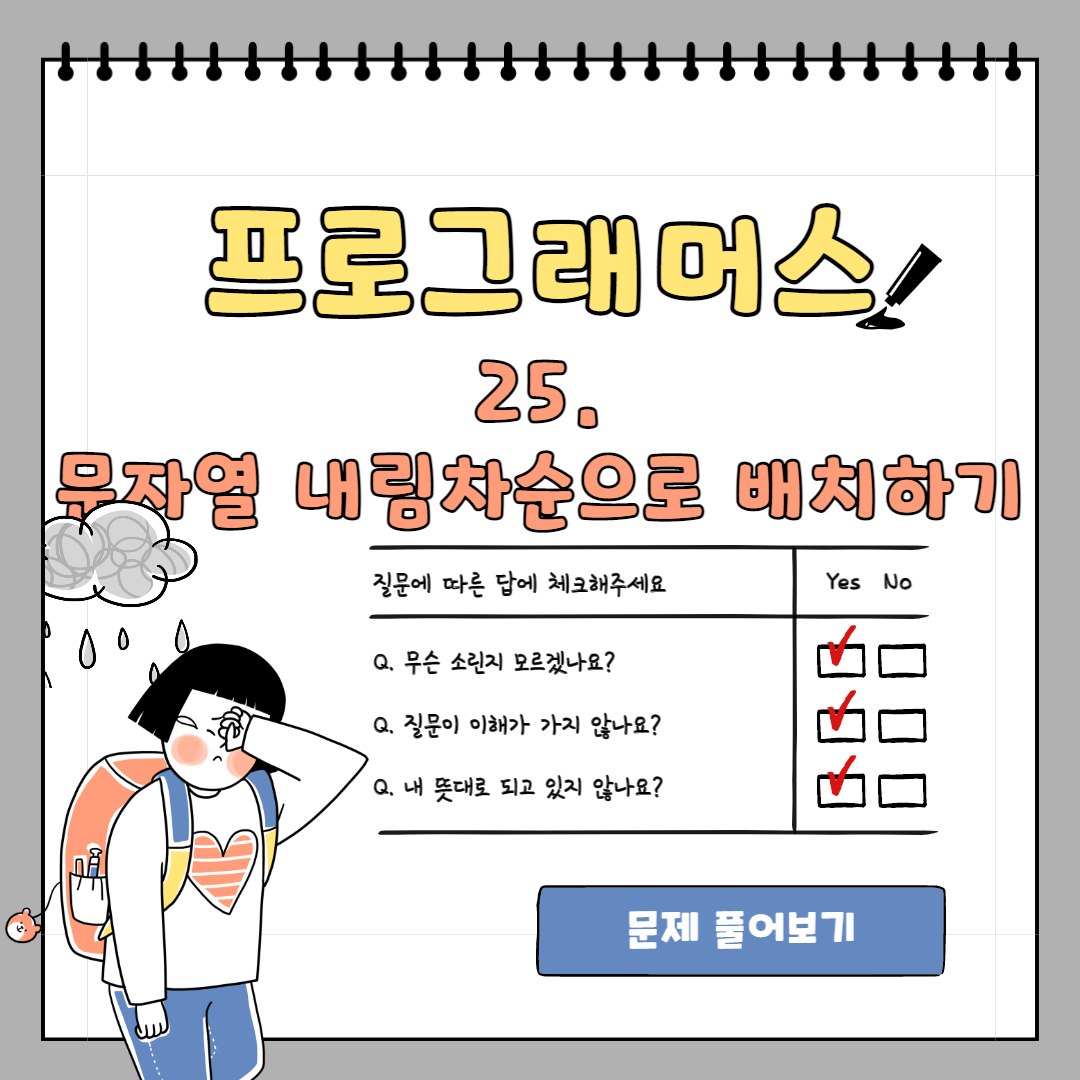 프로그래머스
25.
문자열 내림차순으로 배치하기
질문에 따른 답에 체크해주세요 Yes No
Q. 무슨 소린지 모르겠나요?
Q. 질문이 이해가 가지 않나요?
Q. 내 뜻대로 되고 있지 않나요?
문제 풀어보기